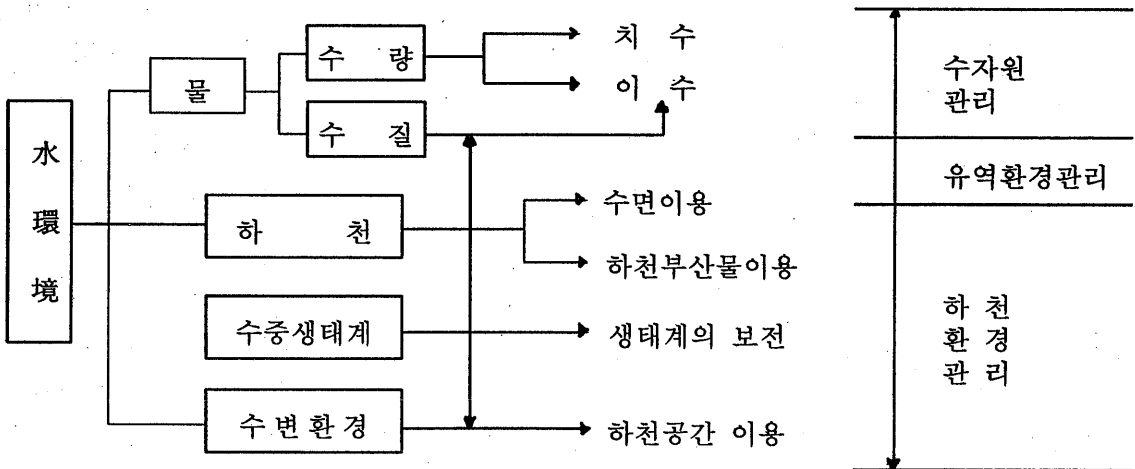 水
環
境
물
수 량
수 질
하 천
수중생태계
수변환경
치 수
이 수
수면이용
하천부산물이용
생태계의 보전
하천공간 이용
수자원
관리
유역환경관리
하 천
환 경
관 리